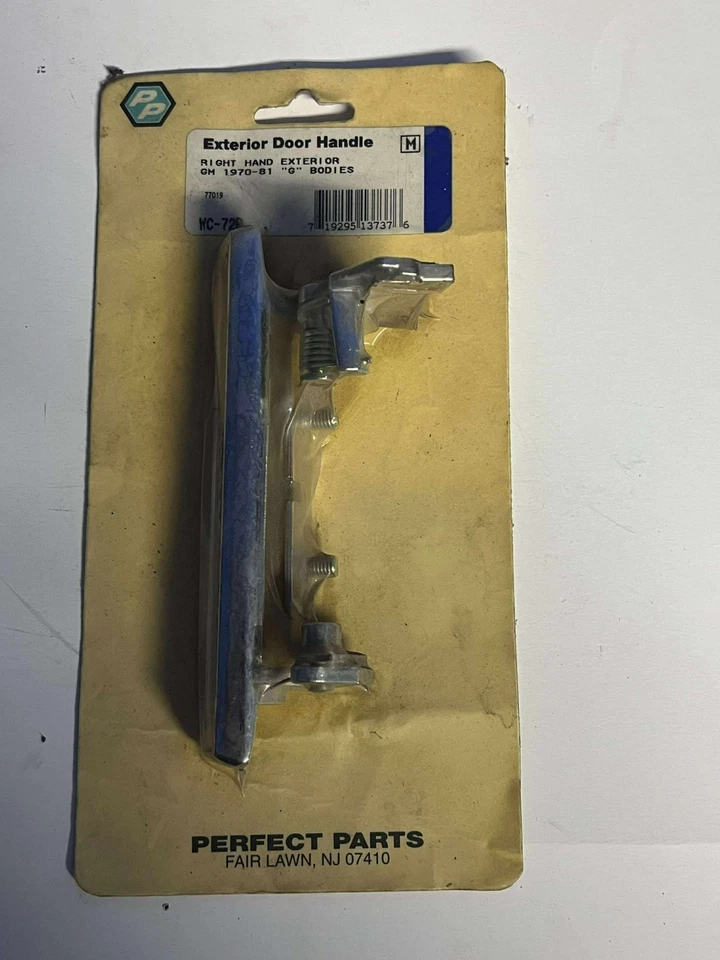 PP
Exterior Door Handle M
RIGHT HAND EXTERIOR
GM 1970-81 "G" BODIES
77019
7 19295 13737 6
PERFECT PARTS
FAIR LAWN, NJ 07410